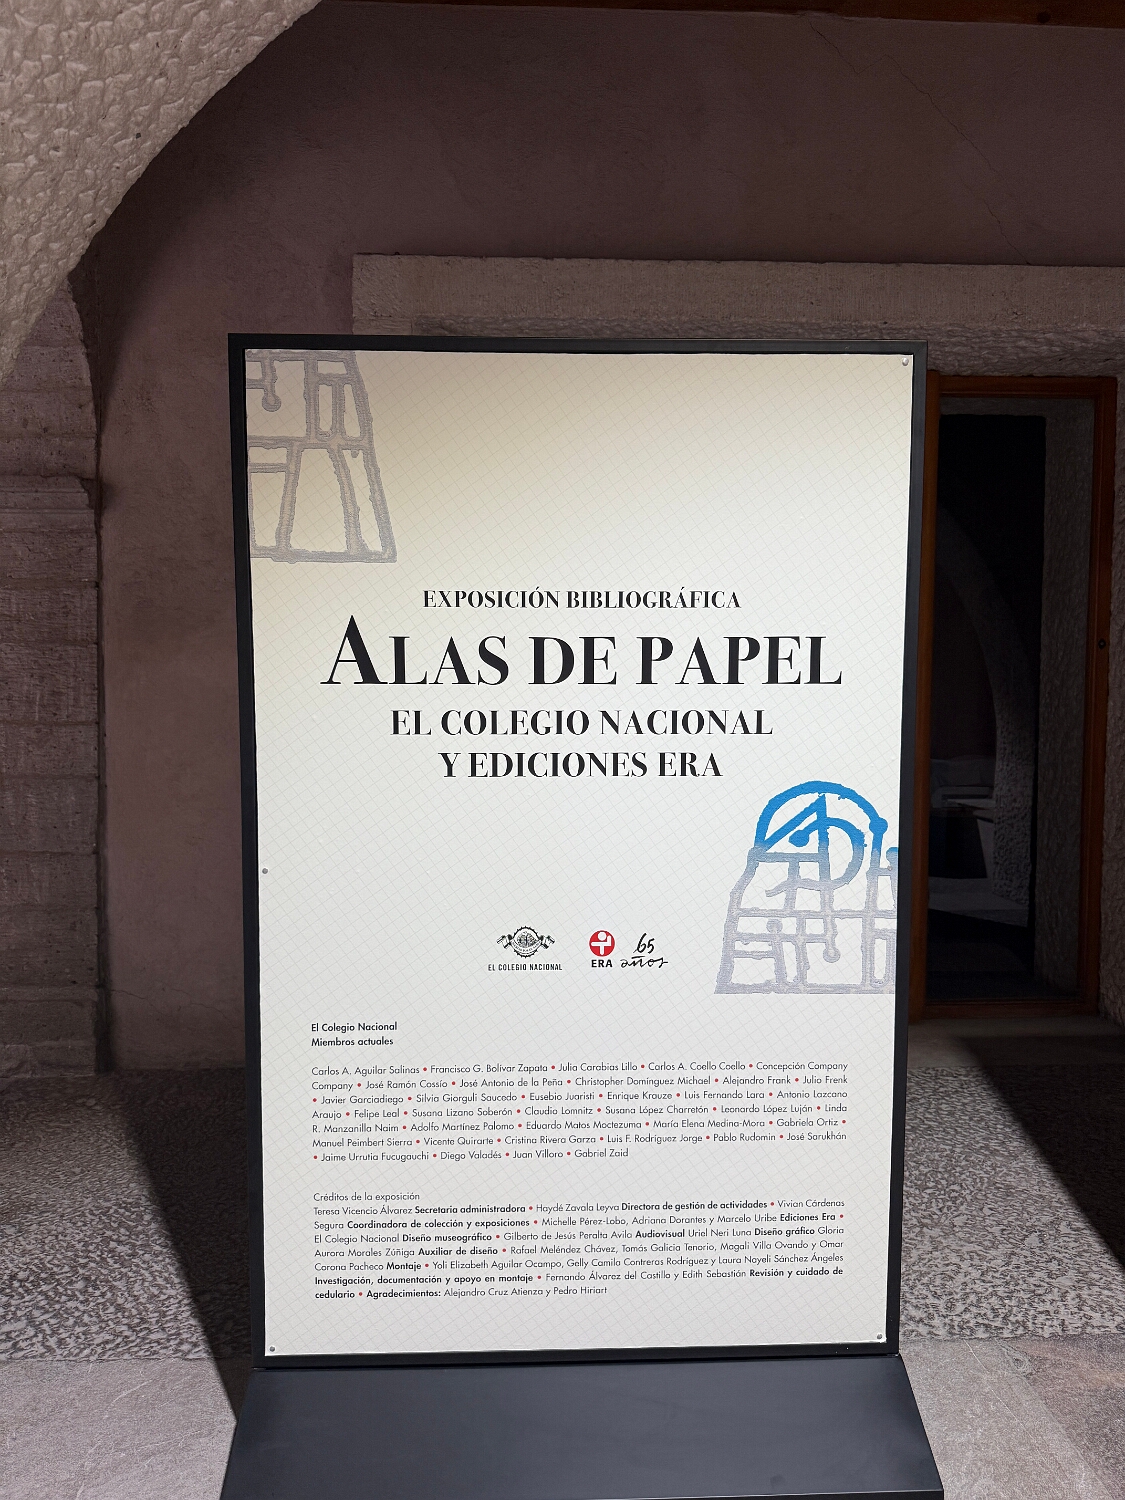 EXPOSICIÓN BIBLIOGRÁFICA
ALAS DE PAPEL
EL COLEGIO NACIONAL
Y EDICIONES ERA
EL COLEGIO NACIONAL
ERA
65
años
El Colegio Nacional
Miembros actuales
Carlos A. Aguilar Salinas • Francisco G. Bolívar Zapata • Julia Carabias Lillo • Carlos A. Coello Coello • Concepción Company
Company • José Ramón Cossío • José Antonio de la Peña • Christopher Domínguez Michael • Alejandro Frank • Julio Frenk
• Javier Garciadiego • Silvia Giorguli Saucedo • Eusebio Juaristi • Enrique Krauze • Luis Fernando Lara • Antonio Lazcano
Araujo • Felipe Leal • Susana Lizano Soberón • Claudio Lomnitz • Susana López Charretón • Leonardo López Luján • Linda
R. Manzanilla Naim • Adolfo Martínez Palomo • Eduardo Matos Moctezuma • María Elena Medina-Mora • Gabriela Ortiz •
Manuel Peimbert Sierra • Vicente Quirarte • Cristina Rivera Garza • Luis F. Rodríguez Jorge • Pablo Rudomin • José Sarukhán
• Jaime Urrutia Fucugauchi • Diego Valadés • Juan Villoro • Gabriel Zaid
Créditos de la exposición
Teresa Vicencio Álvarez Secretaria administradora • Haydé Zavala Leyva Directora de gestión de actividades • Vivian Cárdenas
Segura Coordinadora de colección y exposiciones • Michelle Pérez-Lobo, Adriana Dorantes y Marcelo Uribe Ediciones Era •
El Colegio Nacional Diseño museográfico • Gilberto de Jesús Peralta Avila Audiovisual Uriel Neri Luna Diseño gráfico Gloria
Aurora Morales Zúñiga Auxiliar de diseño • Rafael Meléndez Chávez, Tomás Galicia Tenorio, Magali Villa Ovando y Omar
Corona Pacheco Montaje • Yoli Elizabeth Aguilar Ocampo, Gelly Camila Contreras Rodríguez y Laura Nayeli Sánchez Ángeles
Investigación, documentación y apoyo en montaje • Fernando Álvarez del Castillo y Edith Sebastián Revisión y cuidado de
cedulario • Agradecimientos: Alejandro Cruz Atienza y Pedro Hiriart